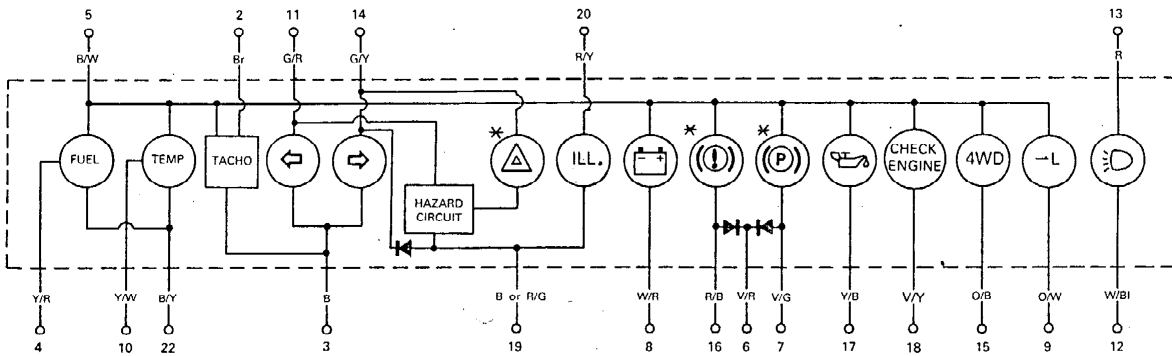 5 2 11 14 20 13
B/W Br G/R G/Y R/Y R
* * *
FUEL TEMP TACHO ILL. CHECK ENGINE 4WD L
P
HAZARD CIRCUIT
Y/R Y/W B/Y B B or R/G W/R R/B V/R V/G Y/B V/Y O/B O/W W/Bl
4 10 22 3 19 8 16 6 7 17 18 15 9 12